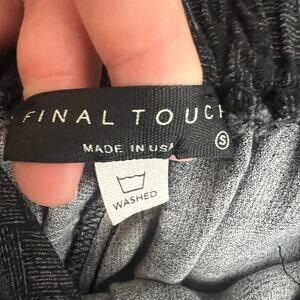 FINAL TOUCH
MADE IN USA
S
WASHED